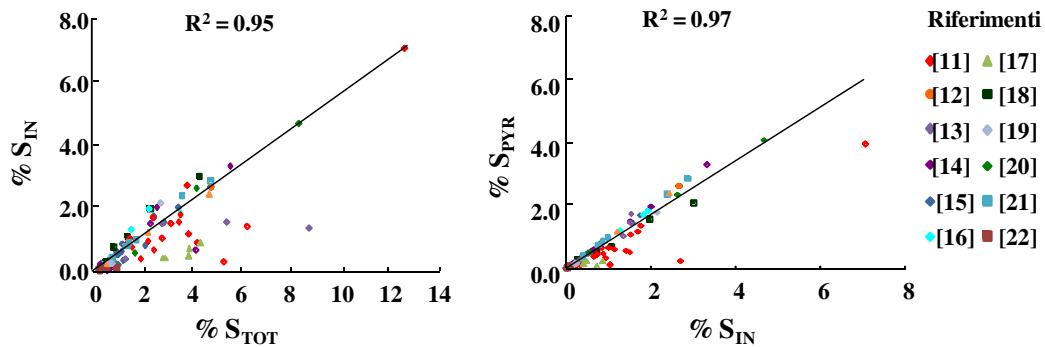 R² = 0.95
8.0
6.0
4.0
2.0
0.0
% S_IN
0 2 4 6 8 10 12 14
% S_TOT
R² = 0.97
8.0
6.0
4.0
2.0
0.0
% S_PYR
0 2 4 6 8
% S_IN
Riferimenti
[11] [17]
[12] [18]
[13] [19]
[14] [20]
[15] [21]
[16] [22]